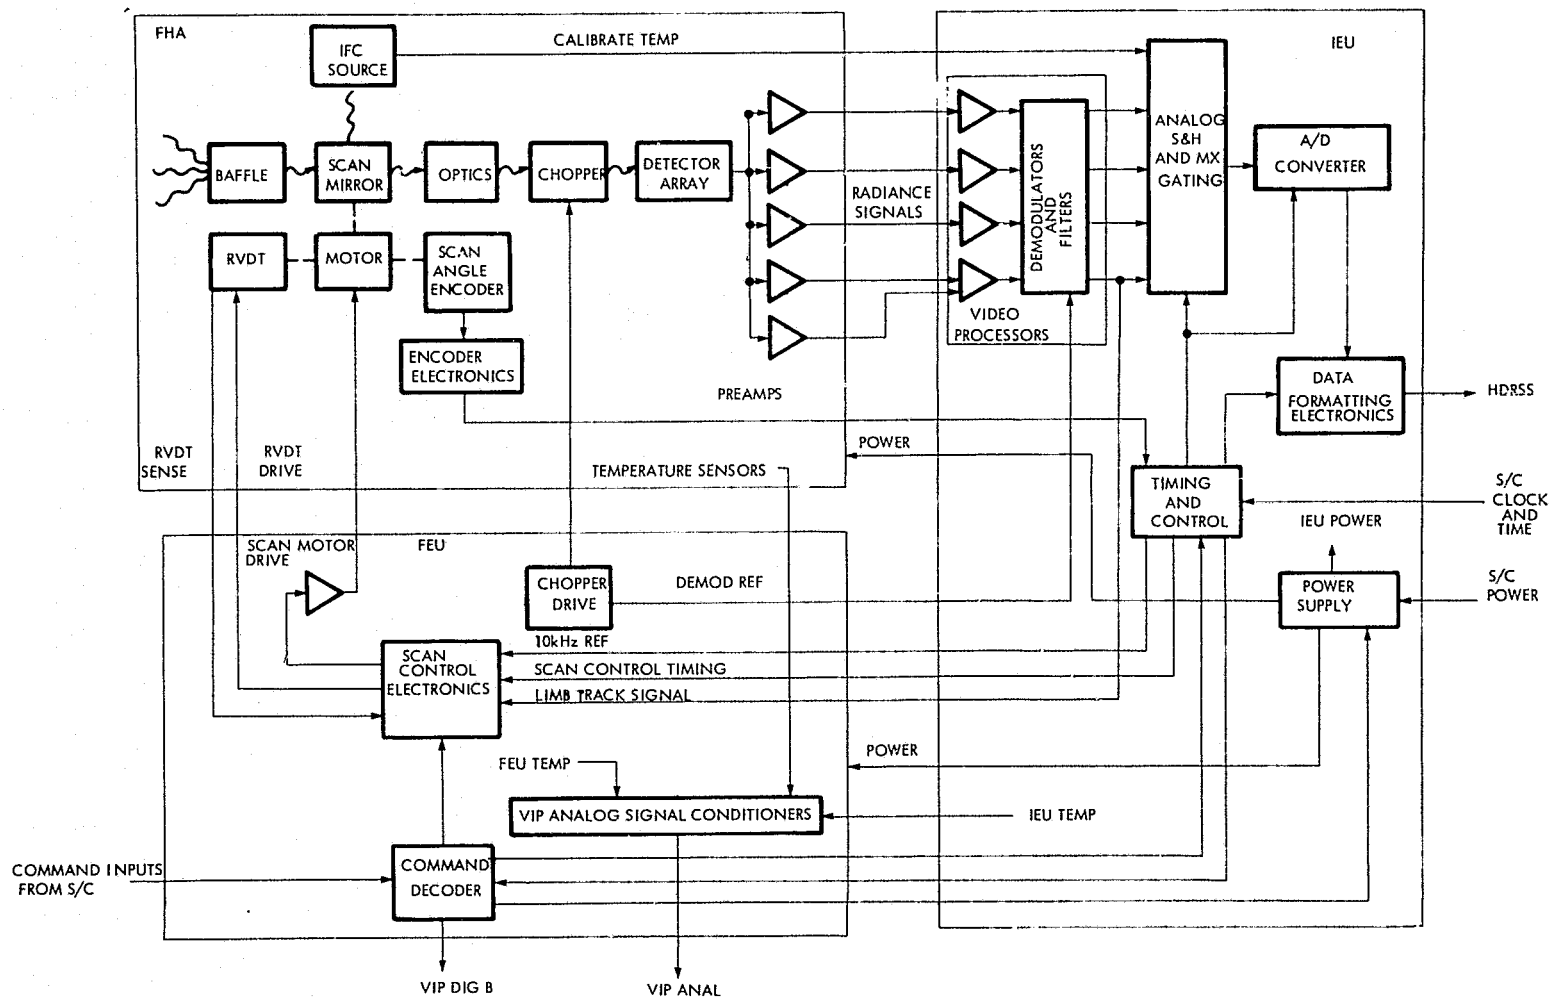 FHA
IFC
SOURCE
CALIBRATE TEMP
IEU
BAFFLE
SCAN
MIRROR
OPTICS
CHOPPER
DETECTOR
ARRAY
RADIANCE
SIGNALS
DEMODULATORS
AND
FILTERS
ANALOG
S&H
AND MX
GATING
A/D
CONVERTER
RVDT
MOTOR
SCAN
ANGLE
ENCODER
VIDEO
PROCESSORS
ENCODER
ELECTRONICS
PREAMPS
DATA
FORMATTING
ELECTRONICS
HDRSS
RVDT
SENSE
RVDT
DRIVE
POWER
TEMPERATURE SENSORS
TIMING
AND
CONTROL
S/C
CLOCK
AND
TIME
IEU POWER
SCAN MOTOR
DRIVE
FEU
CHOPPER
DRIVE
DEMOD REF
POWER
SUPPLY
S/C
POWER
10kHz REF
SCAN
CONTROL
ELECTRONICS
SCAN CONTROL TIMING
LIMB TRACK SIGNAL
POWER
FEU TEMP
VIP ANALOG SIGNAL CONDITIONERS
IEU TEMP
COMMAND INPUTS
FROM S/C
COMMAND
DECODER
VIP DIG B
VIP ANAL